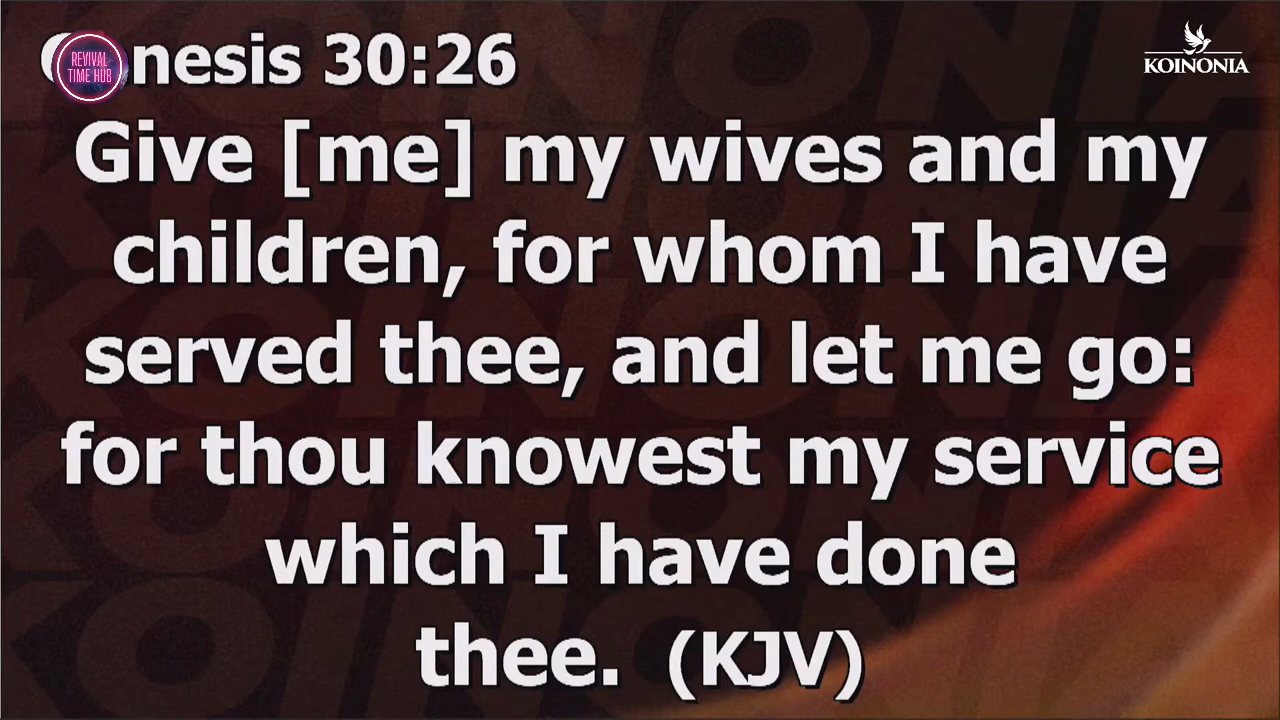 nesis 30:26
REVIVAL
TIME HUB
KOINONIA
Give [me] my wives and my
children, for whom I have
served thee, and let me go:
for thou knowest my service
which I have done
thee. (KJV)